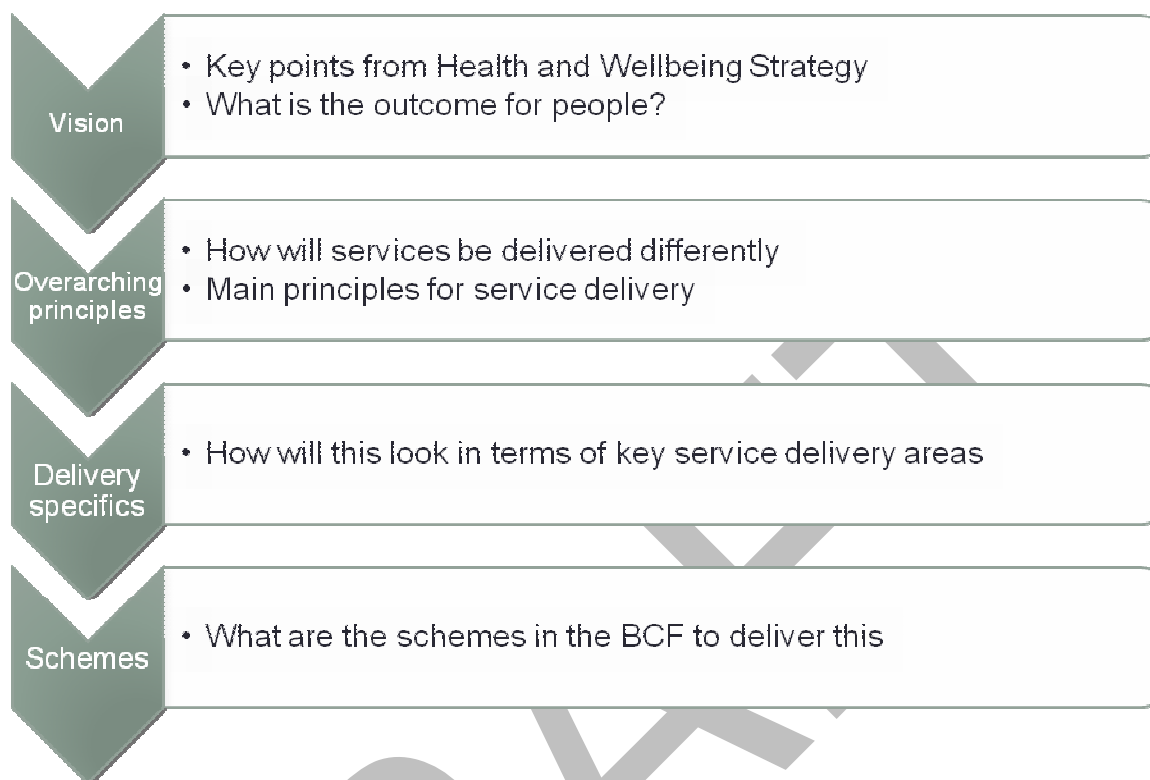 Vision
• Key points from Health and Wellbeing Strategy
• What is the outcome for people?
Overarching
principles
• How will services be delivered differently
• Main principles for service delivery
Delivery
specifics
• How will this look in terms of key service delivery areas
Schemes
• What are the schemes in the BCF to deliver this